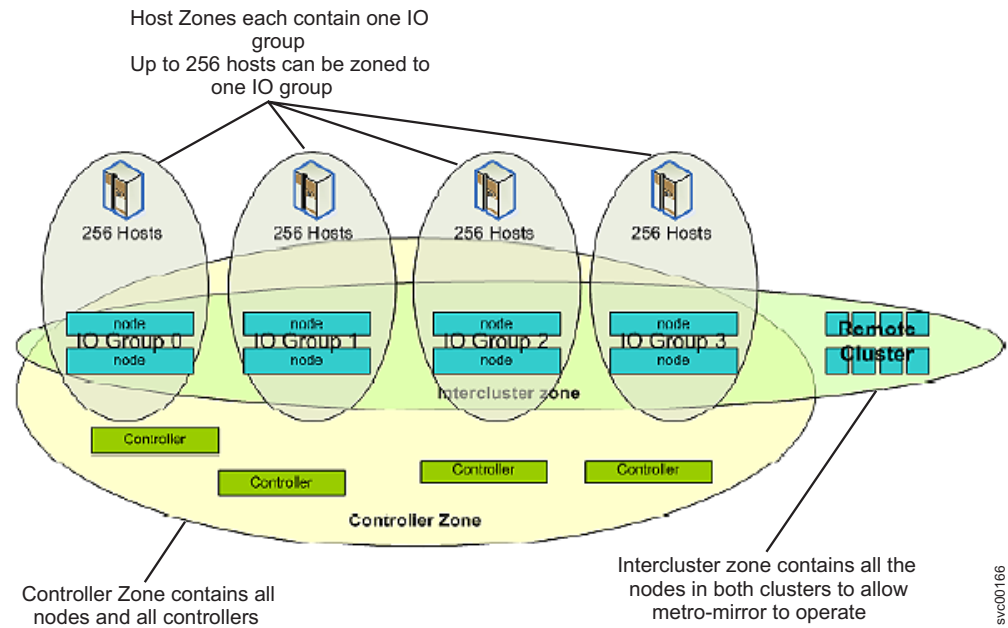 Host Zones each contain one IO
group
Up to 256 hosts can be zoned to
one IO group
256 Hosts
256 Hosts
256 Hosts
256 Hosts
node
node
node
node
IO Group 0
IO Group 1
IO Group 2
IO Group 3
Remote
Cluster
node
node
node
node
Intercluster zone
Controller
Controller
Controller
Controller
Controller Zone
Controller Zone contains all
nodes and all controllers
Intercluster zone contains all the
nodes in both clusters to allow
metro-mirror to operate
svc00166